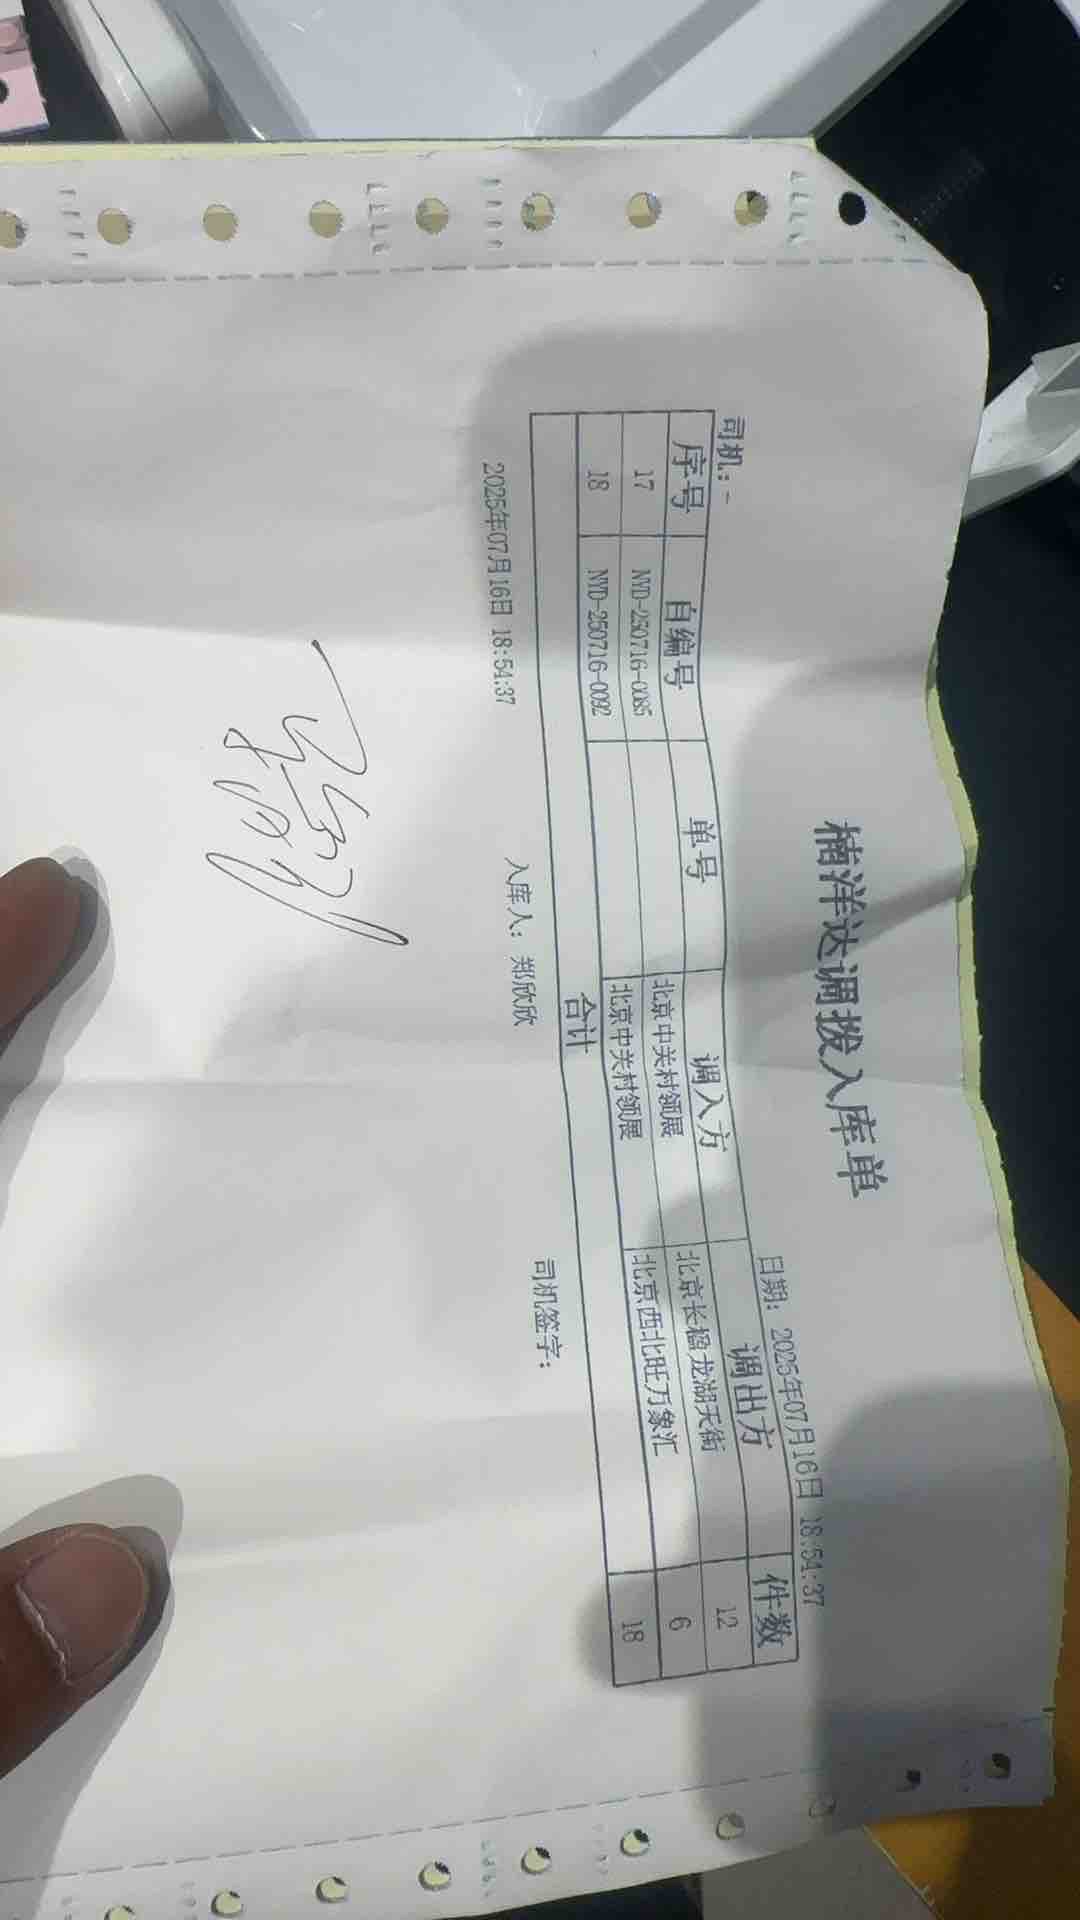 楠洋达调拨入库单
司机：- 日期：2025年07月16日 18:54:37
序号 自编号 单号 调入方 调出方 件数
17 NYD-250716-0085 北京中关村领展 北京长楹龙湖天街 12
18 NYD-250716-0092 北京中关村领展 北京西北旺万象汇 6
合计 18
2025年07月16日 18:54:37 入库人：郑欣欣 司机签字：